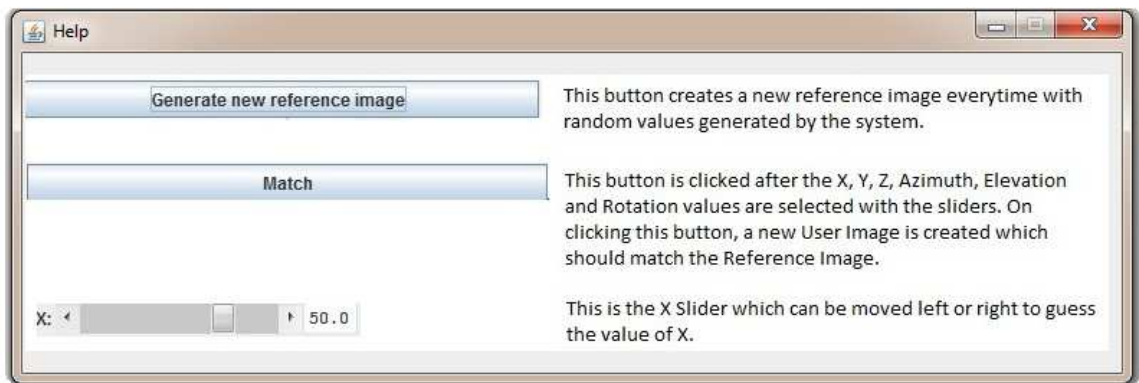 Help
Generate new reference image
This button creates a new reference image everytime with
random values generated by the system.
Match
This button is clicked after the X, Y, Z, Azimuth, Elevation
and Rotation values are selected with the sliders. On
clicking this button, a new User Image is created which
should match the Reference Image.
X: 50.0
This is the X Slider which can be moved left or right to guess
the value of X.